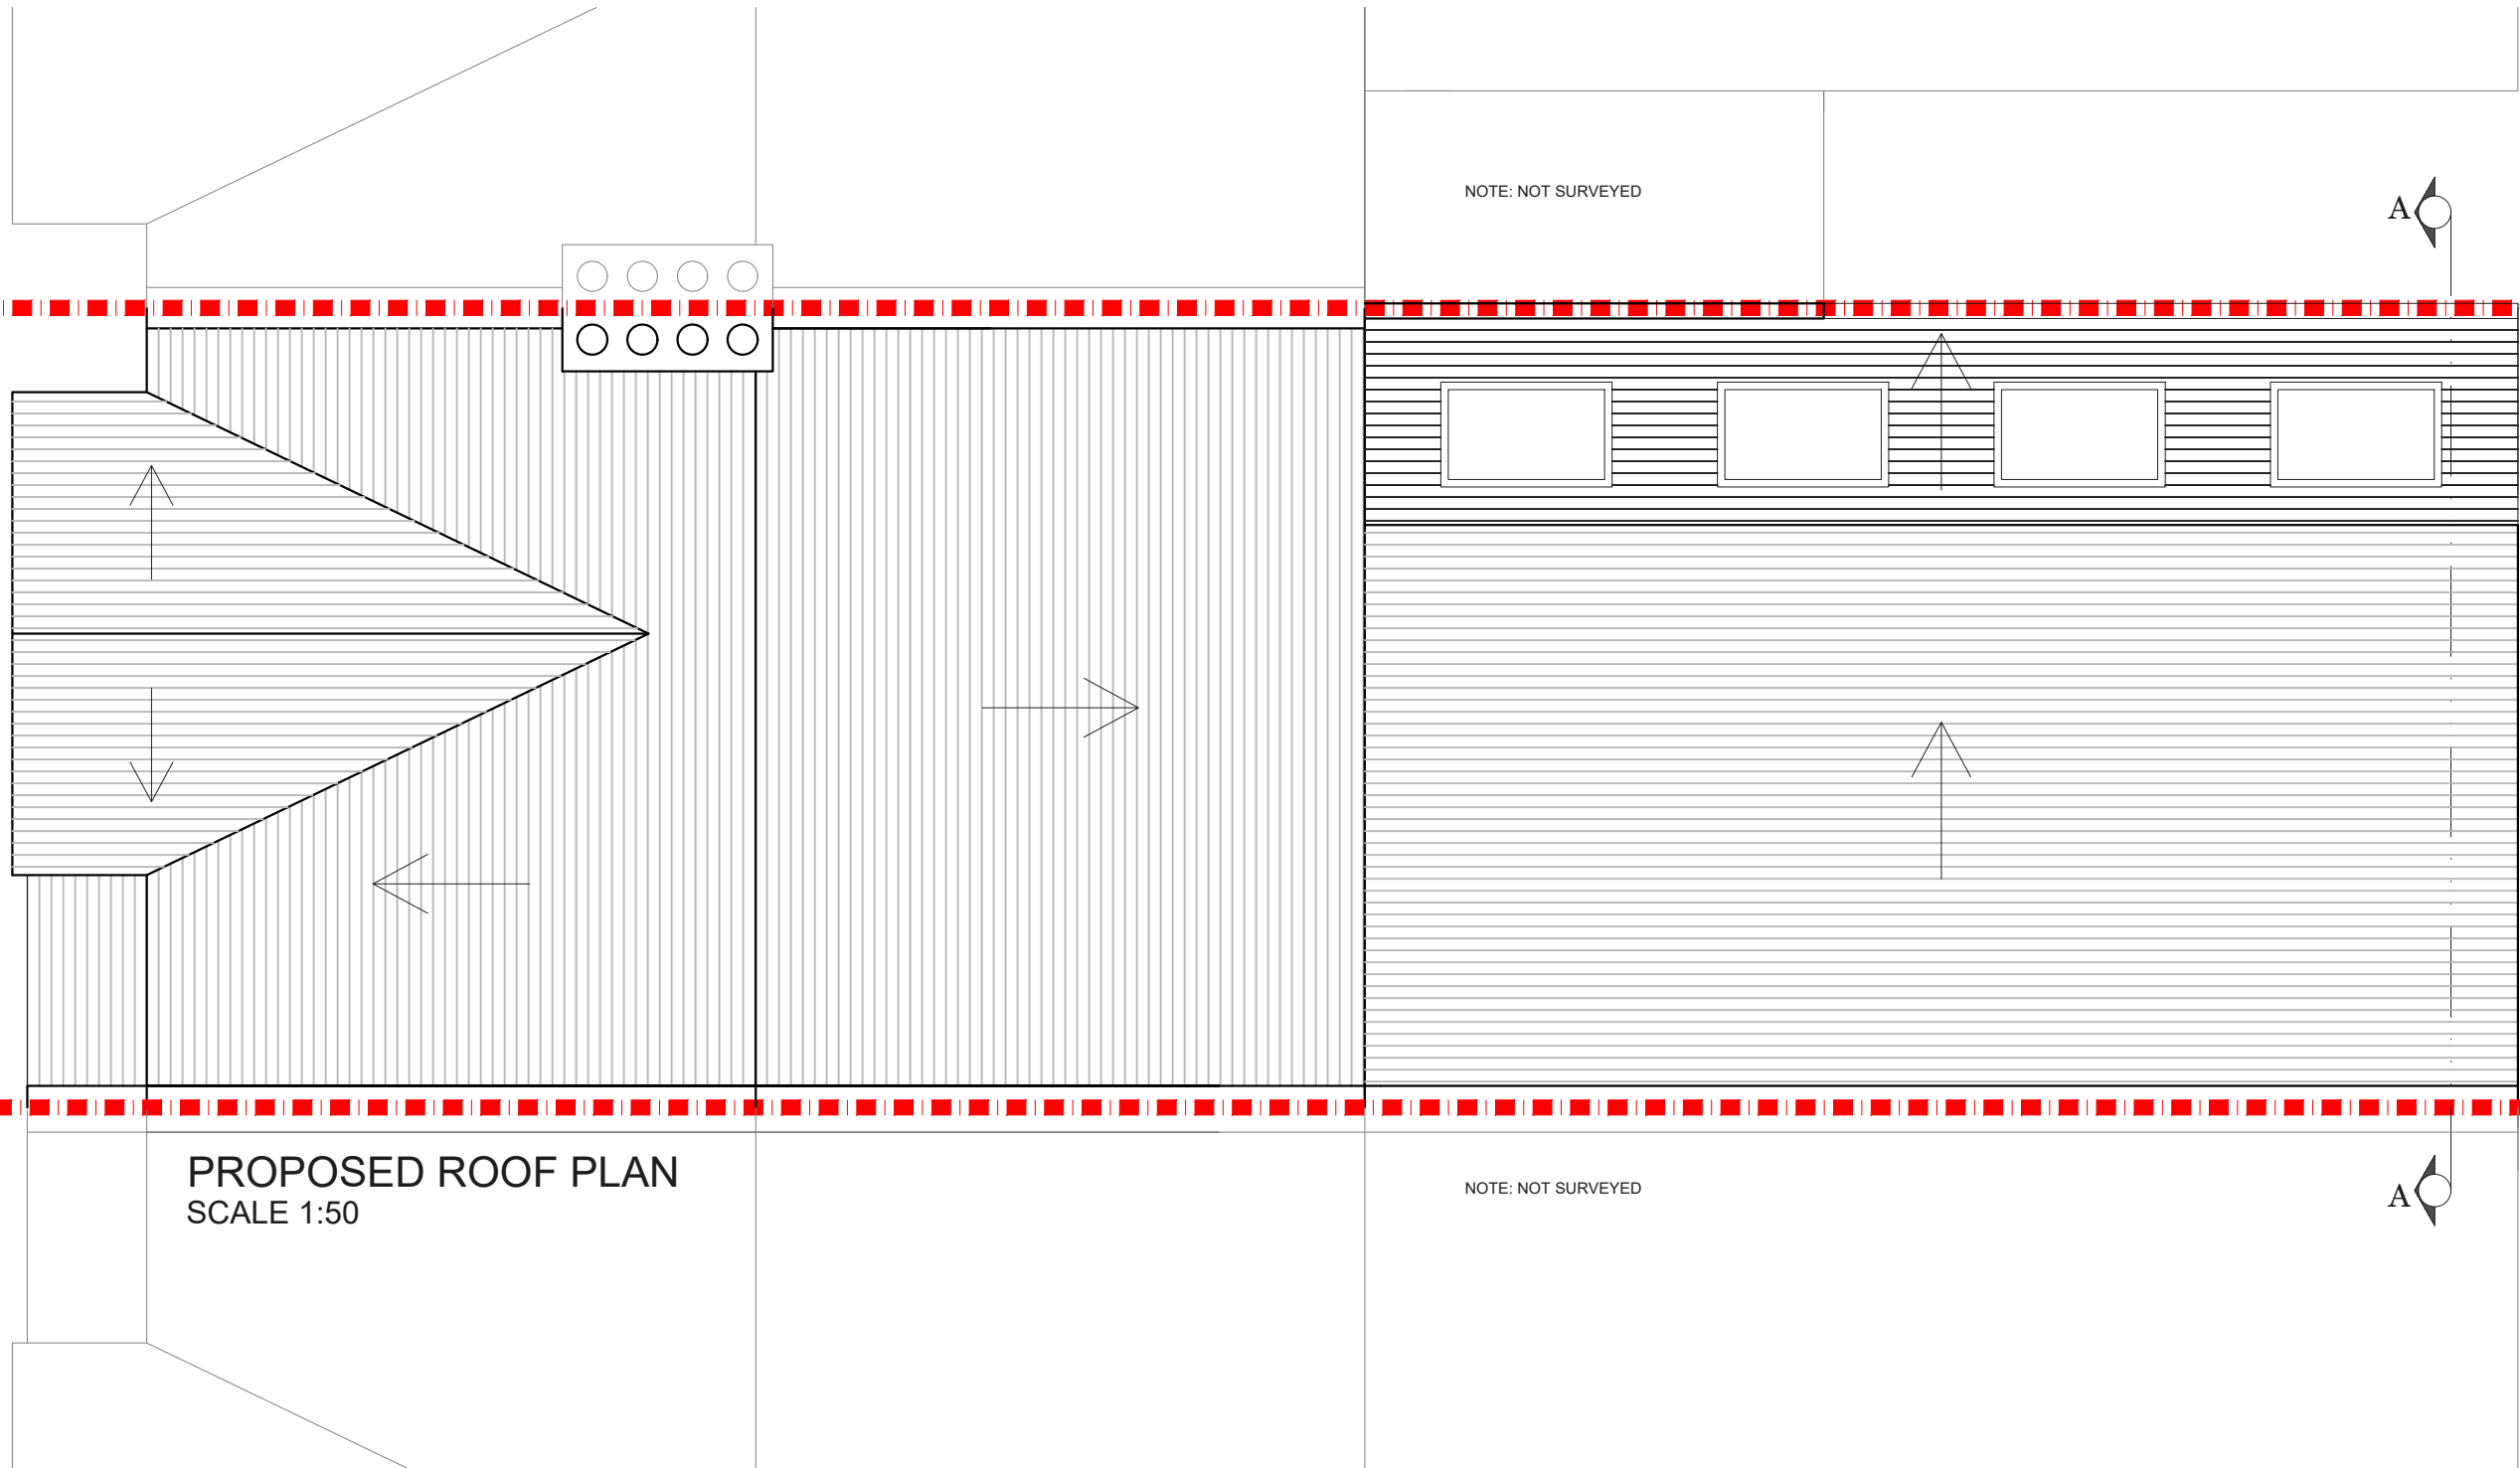 NOTE: NOT SURVEYED
A
PROPOSED ROOF PLAN
SCALE 1:50
NOTE: NOT SURVEYED
A